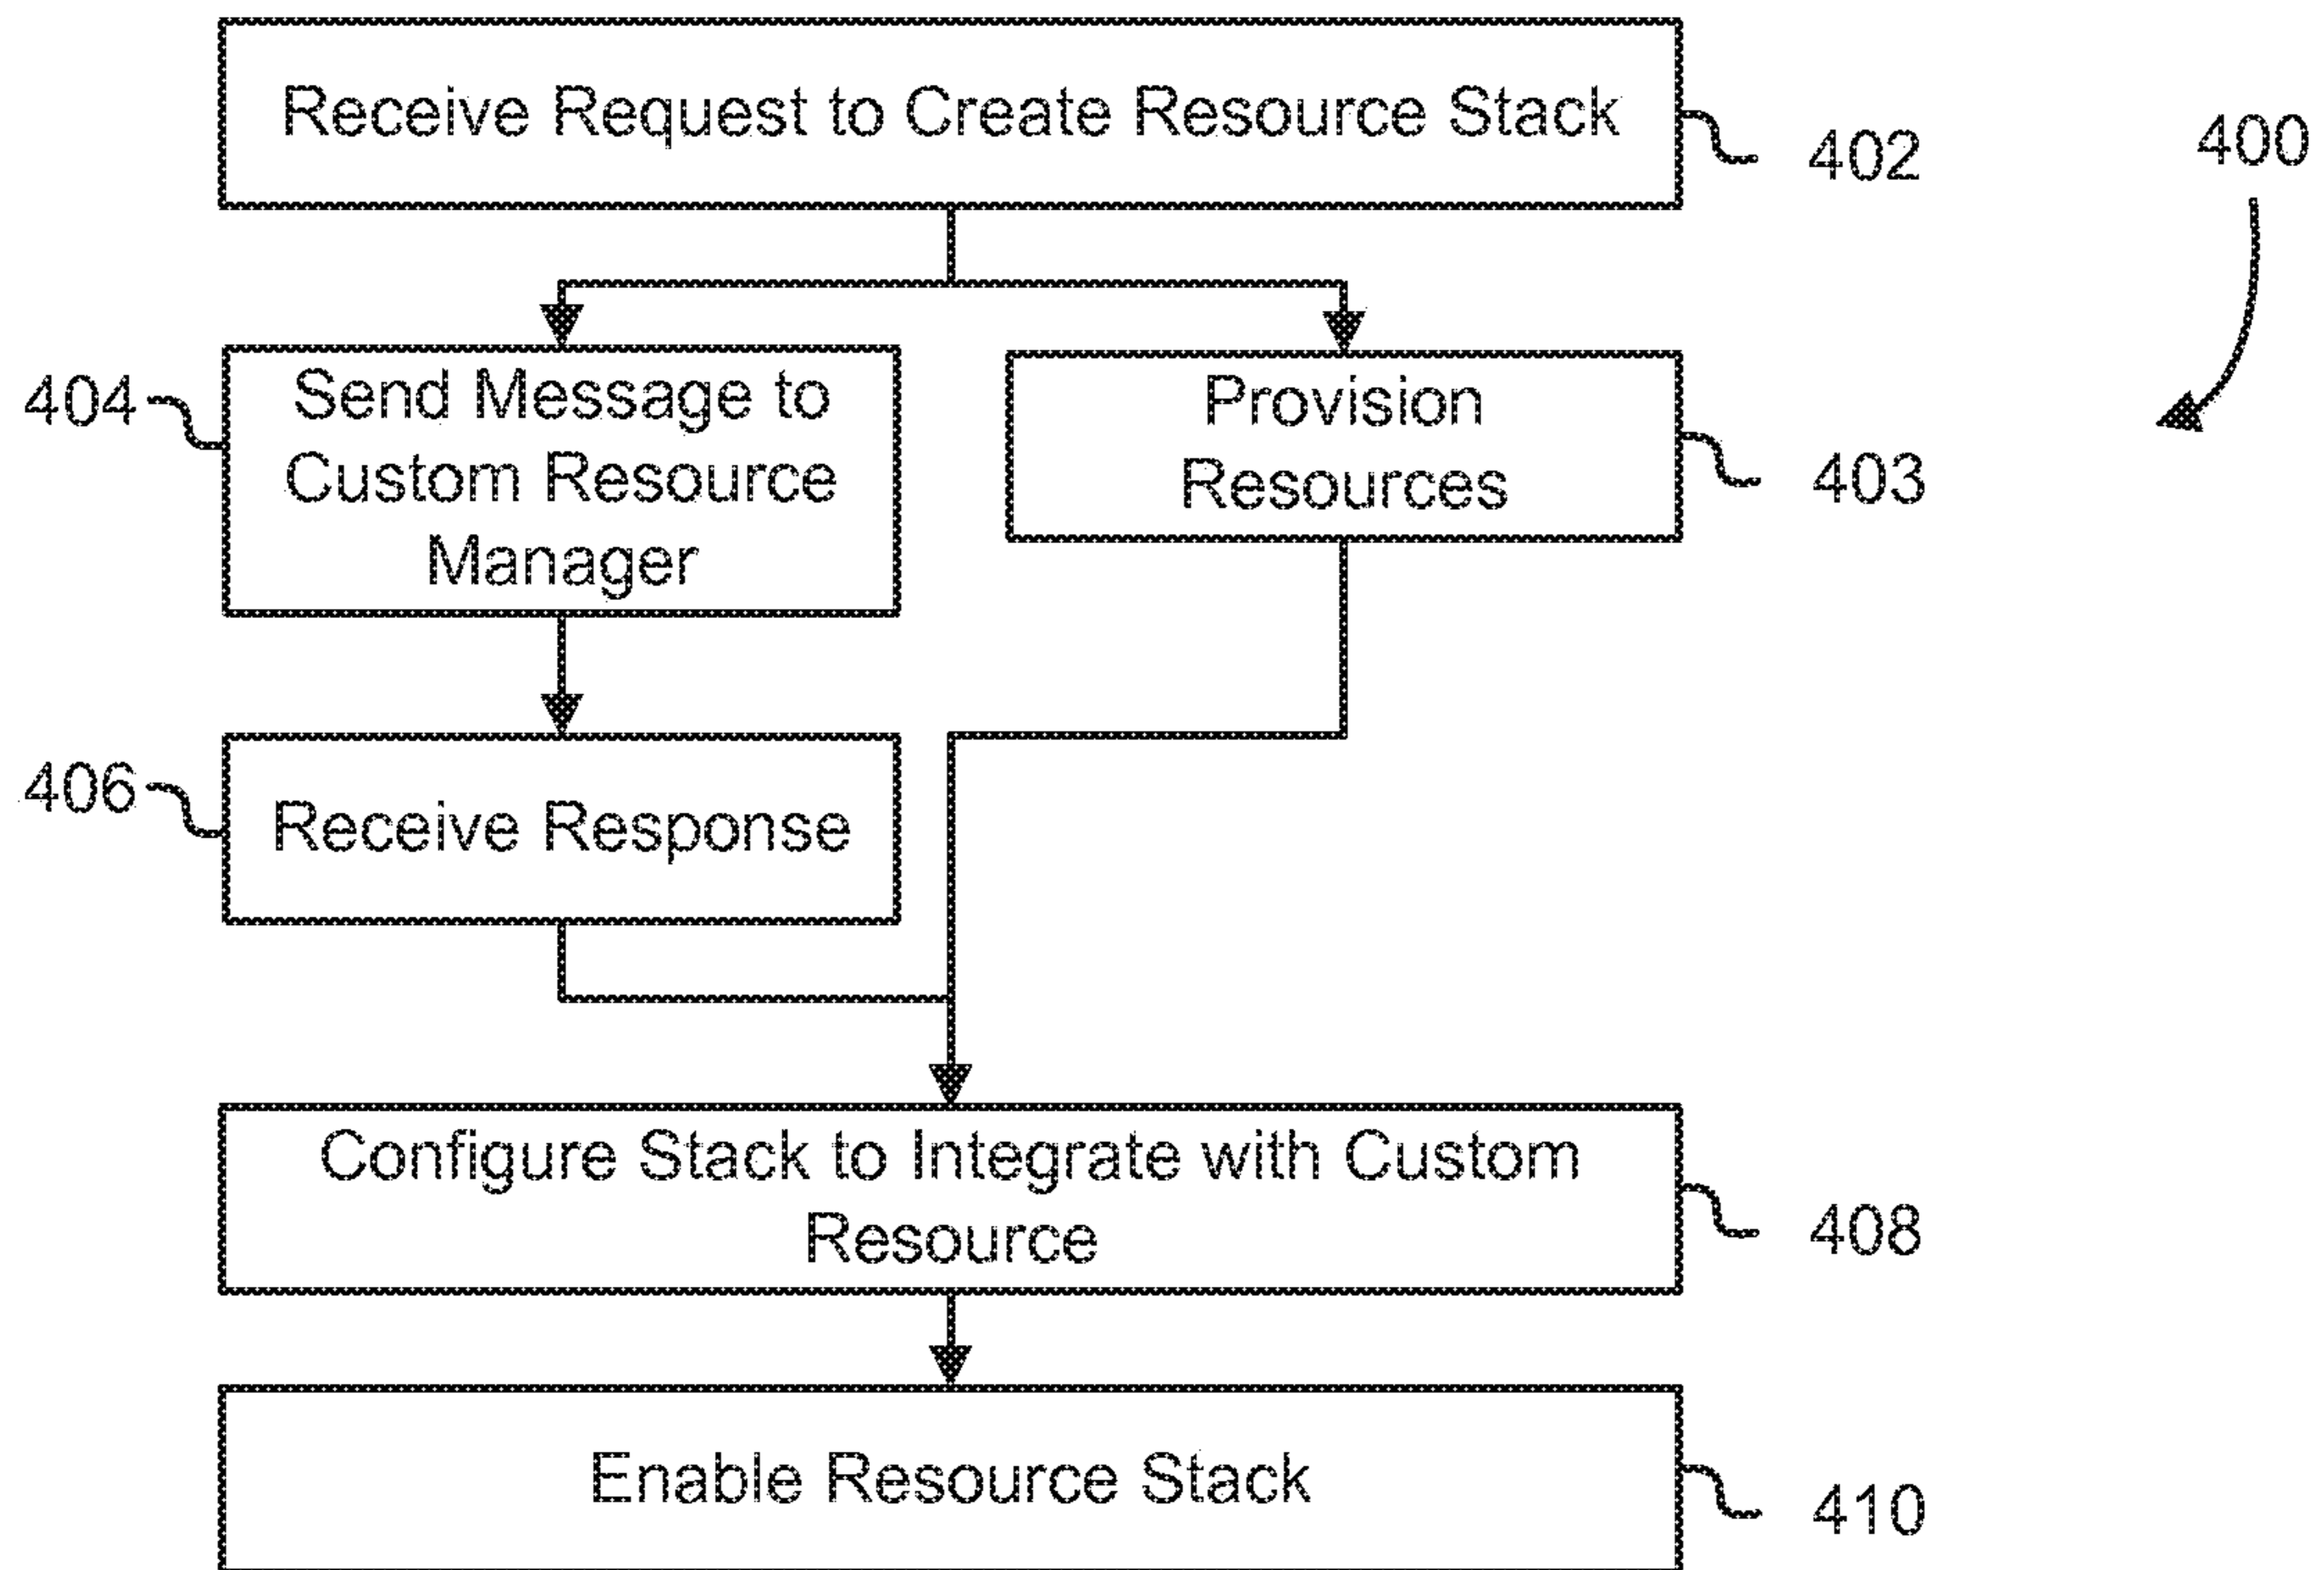 Receive Request to Create Resource Stack
402
400
404
Send Message to
Custom Resource
Manager
Provision
Resources
403
406
Receive Response
Configure Stack to Integrate with Custom
Resource
408
Enable Resource Stack
410